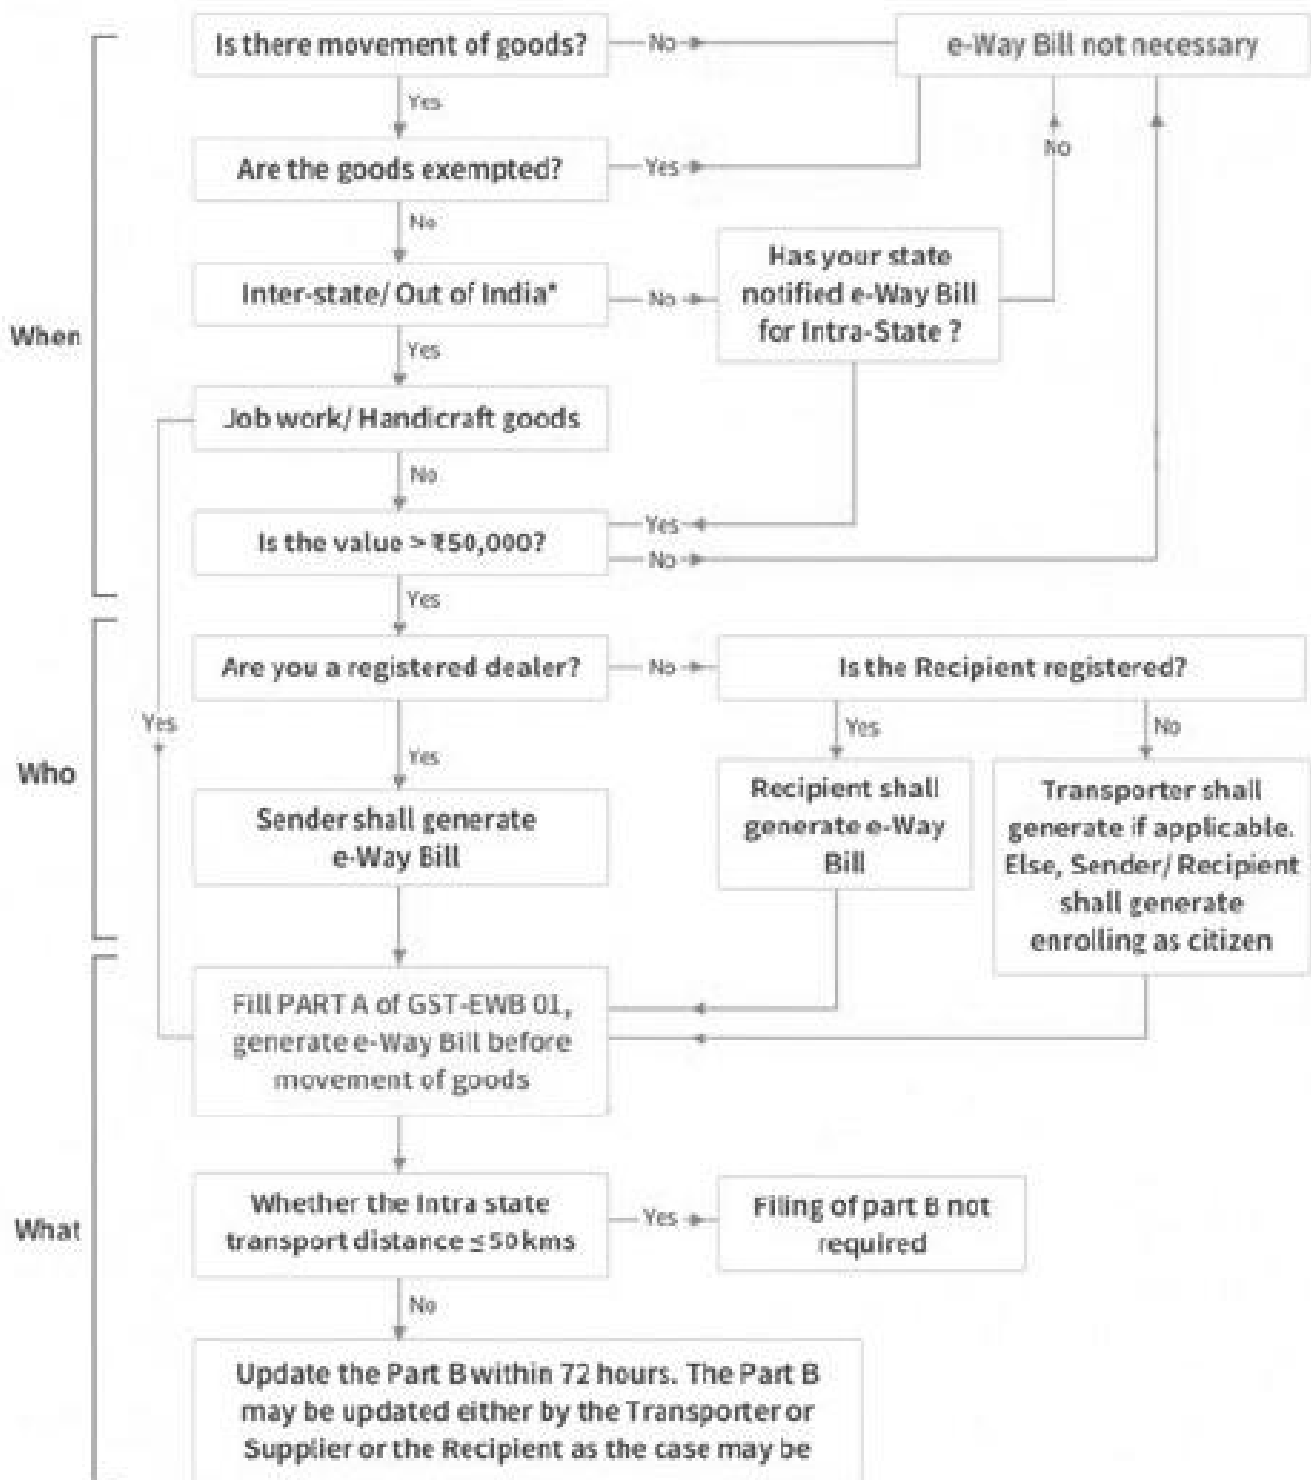 Is there movement of goods?
No
e-Way Bill not necessary
Yes
Are the goods exempted?
Yes
No
No
Inter-state/ Out of India*
No
Has your state
notified e-Way Bill
for Intra-State ?
When
Yes
Job work/ Handicraft goods
No
Is the value > ₹50,000?
Yes
No
Yes
Are you a registered dealer?
No
Is the Recipient registered?
Yes
Yes
No
Who
Yes
Sender shall generate
e-Way Bill
Recipient shall
generate e-Way
Bill
Transporter shall
generate if applicable.
Else, Sender/ Recipient
shall generate
enrolling as citizen
Fill PART A of GST-EWB 01,
generate e-Way Bill before
movement of goods
What
Whether the Intra state
transport distance ≤ 50 kms
Yes
Filing of part B not
required
No
Update the Part B within 72 hours. The Part B
may be updated either by the Transporter or
Supplier or the Recipient as the case may be